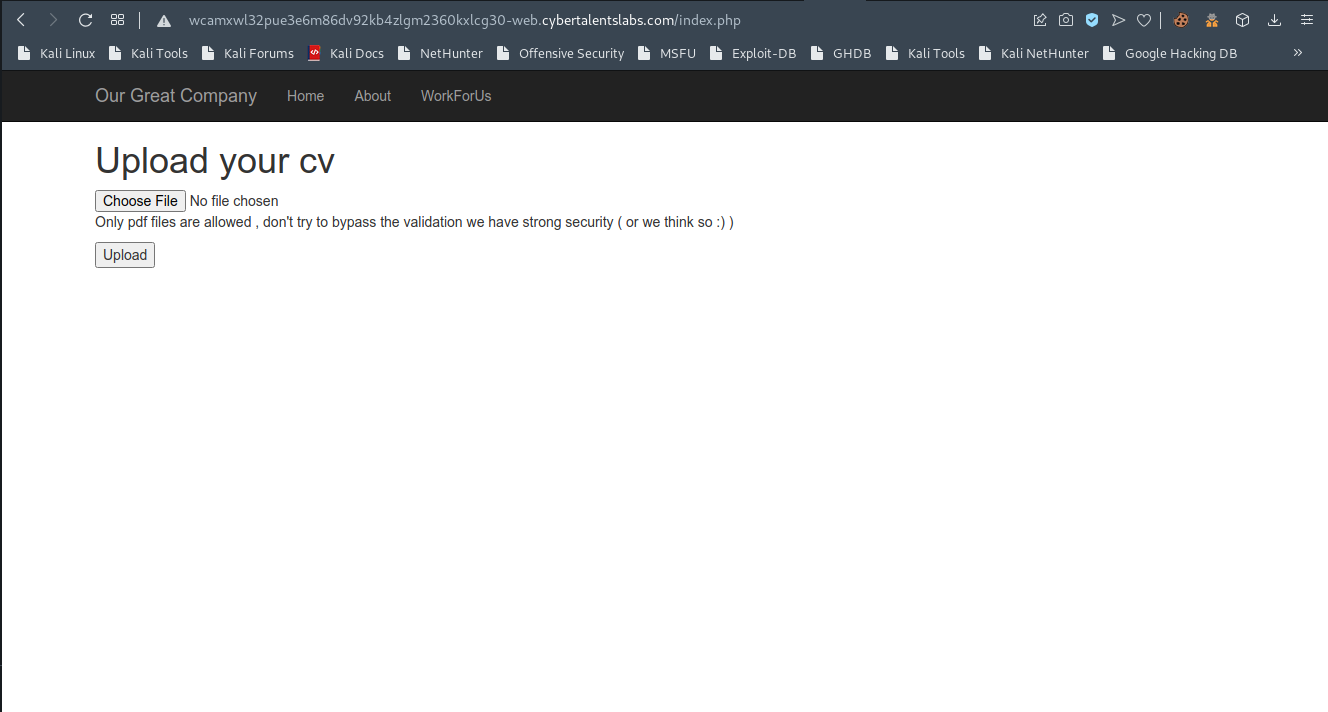 wcamxwl32pue3e6m86dv92kb4zlgm2360kxlcg30-web.cybertalentslabs.com/index.php
Kali Linux Kali Tools Kali Forums Kali Docs NetHunter Offensive Security MSFU Exploit-DB GHDB Kali Tools Kali NetHunter Google Hacking DB »
Our Great Company Home About WorkForUs
Upload your cv
Choose File No file chosen
Only pdf files are allowed , don't try to bypass the validation we have strong security ( or we think so :) )
Upload